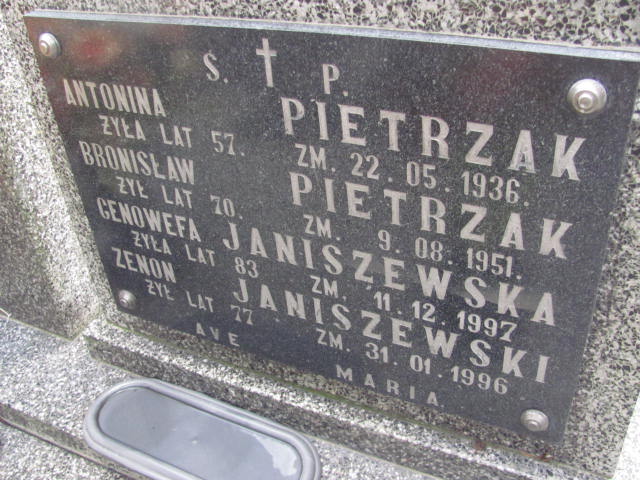 Ś. P.
ANTONINA PIETRZAK
ŻYŁA LAT 57. ZM. 22.05.1936.
BRONISŁAW PIETRZAK
ŻYŁ LAT 70. ZM. 9.08.1951.
GENOWEFA JANISZEWSKA
ŻYŁA LAT 83 ZM. 11.12.1997
ZENON JANISZEWSKI
ŻYŁ LAT 77 ZM. 31.01.1996
AVE MARIA